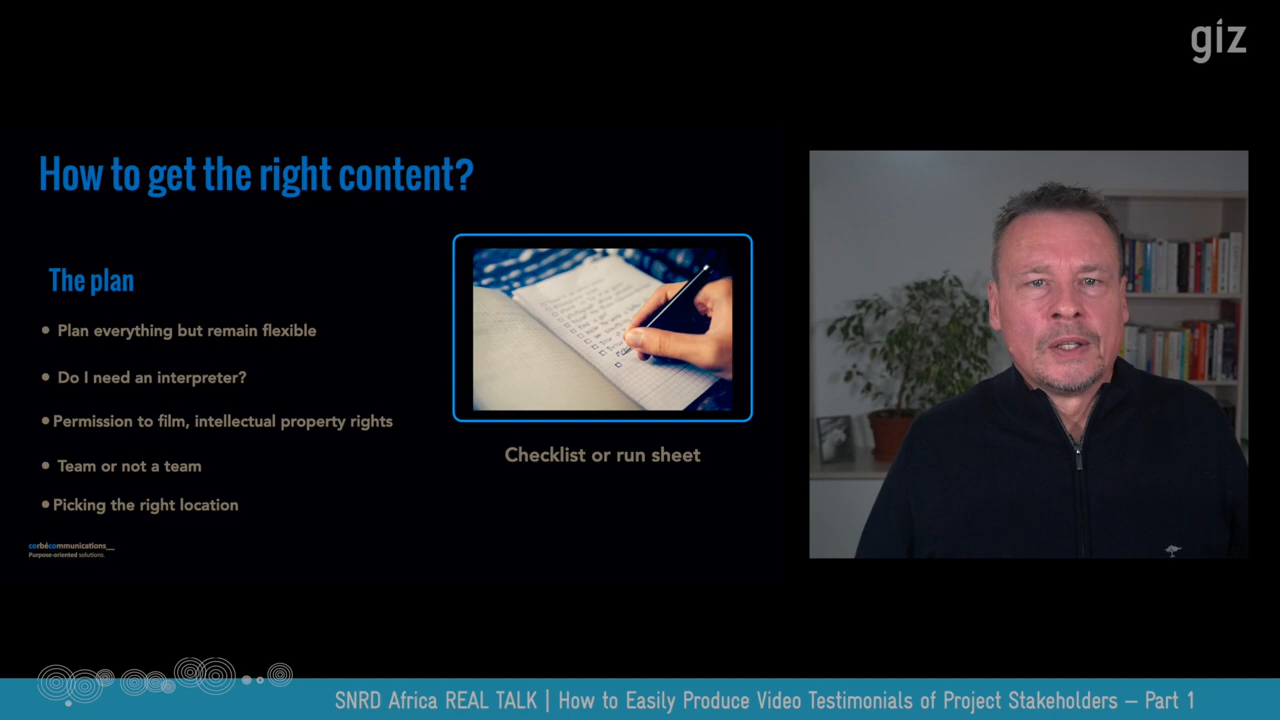 giz
How to get the right content?
The plan
• Plan everything but remain flexible
• Do I need an interpreter?
• Permission to film, intellectual property rights
• Team or not a team
• Picking the right location
Checklist or run sheet
corbécommunications__
Purpose-oriented solutions.
SNRD Africa REAL TALK | How to Easily Produce Video Testimonials of Project Stakeholders – Part 1